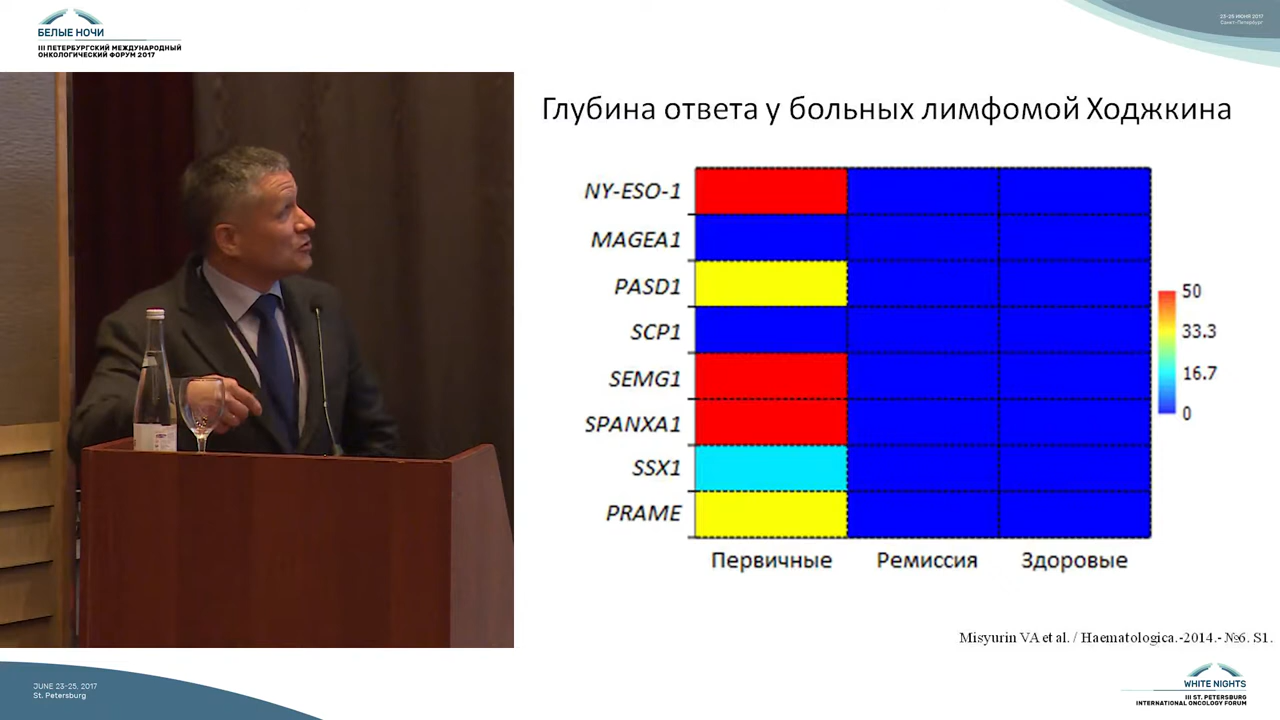 БЕЛЫЕ НОЧИ
III ПЕТЕРБУРГСКИЙ МЕЖДУНАРОДНЫЙ
ОНКОЛОГИЧЕСКИЙ ФОРУМ 2017
23-25 ИЮНЯ 2017
Санкт-Петербург
Глубина ответа у больных лимфомой Ходжкина
NY-ESO-1
MAGEA1
PASD1
SCP1
SEMG1
SPANXA1
SSX1
PRAME
50
33.3
16.7
0
Первичные Ремиссия Здоровые
Misyurin VA et al. / Haematologica.-2014.- №6. S1.
JUNE 23-25, 2017
St. Petersburg
WHITE NIGHTS
III ST. PETERSBURG
INTERNATIONAL ONCOLOGY FORUM